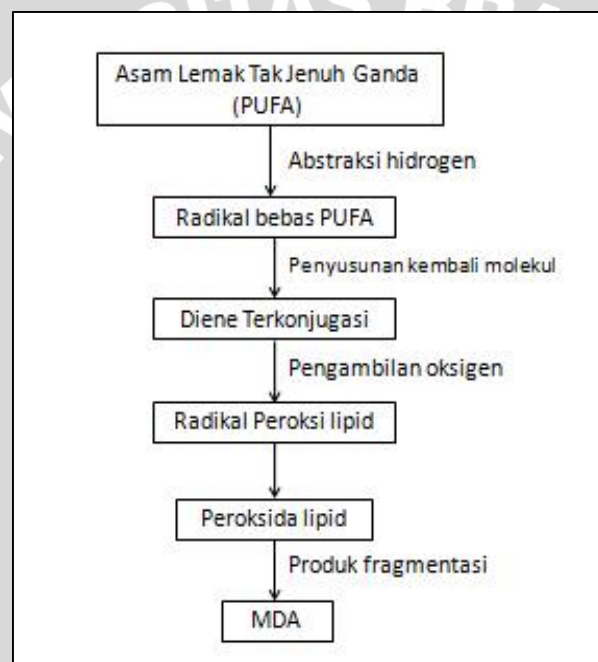 Asam Lemak Tak Jenuh Ganda
(PUFA)
Abstraksi hidrogen
Radikal bebas PUFA
Penyusunan kembali molekul
Diene Terkonjugasi
Pengambilan oksigen
Radikal Peroksi lipid
Peroksida lipid
Produk fragmentasi
MDA